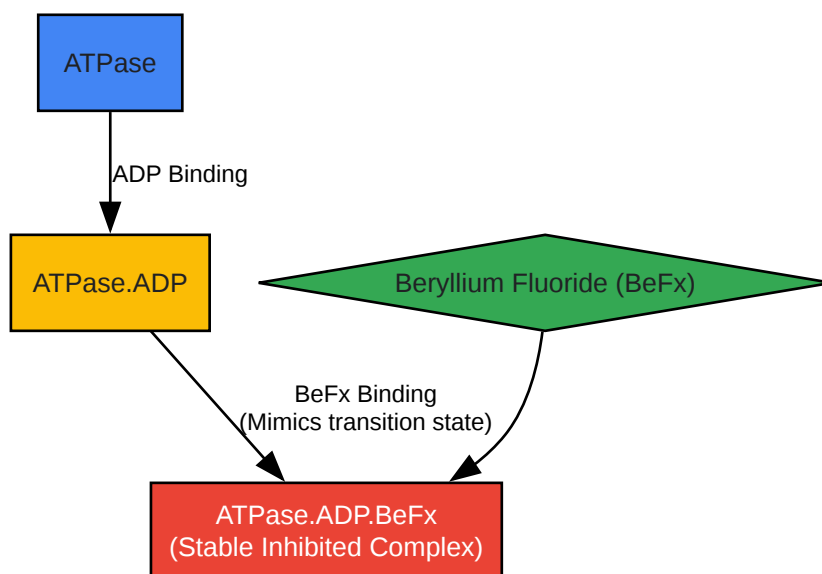 ATPase
ADP Binding
ATPase.ADP
Beryllium Fluoride (BeFx)
BeFx Binding
(Mimics transition state)
ATPase.ADP.BeFx
(Stable Inhibited Complex)